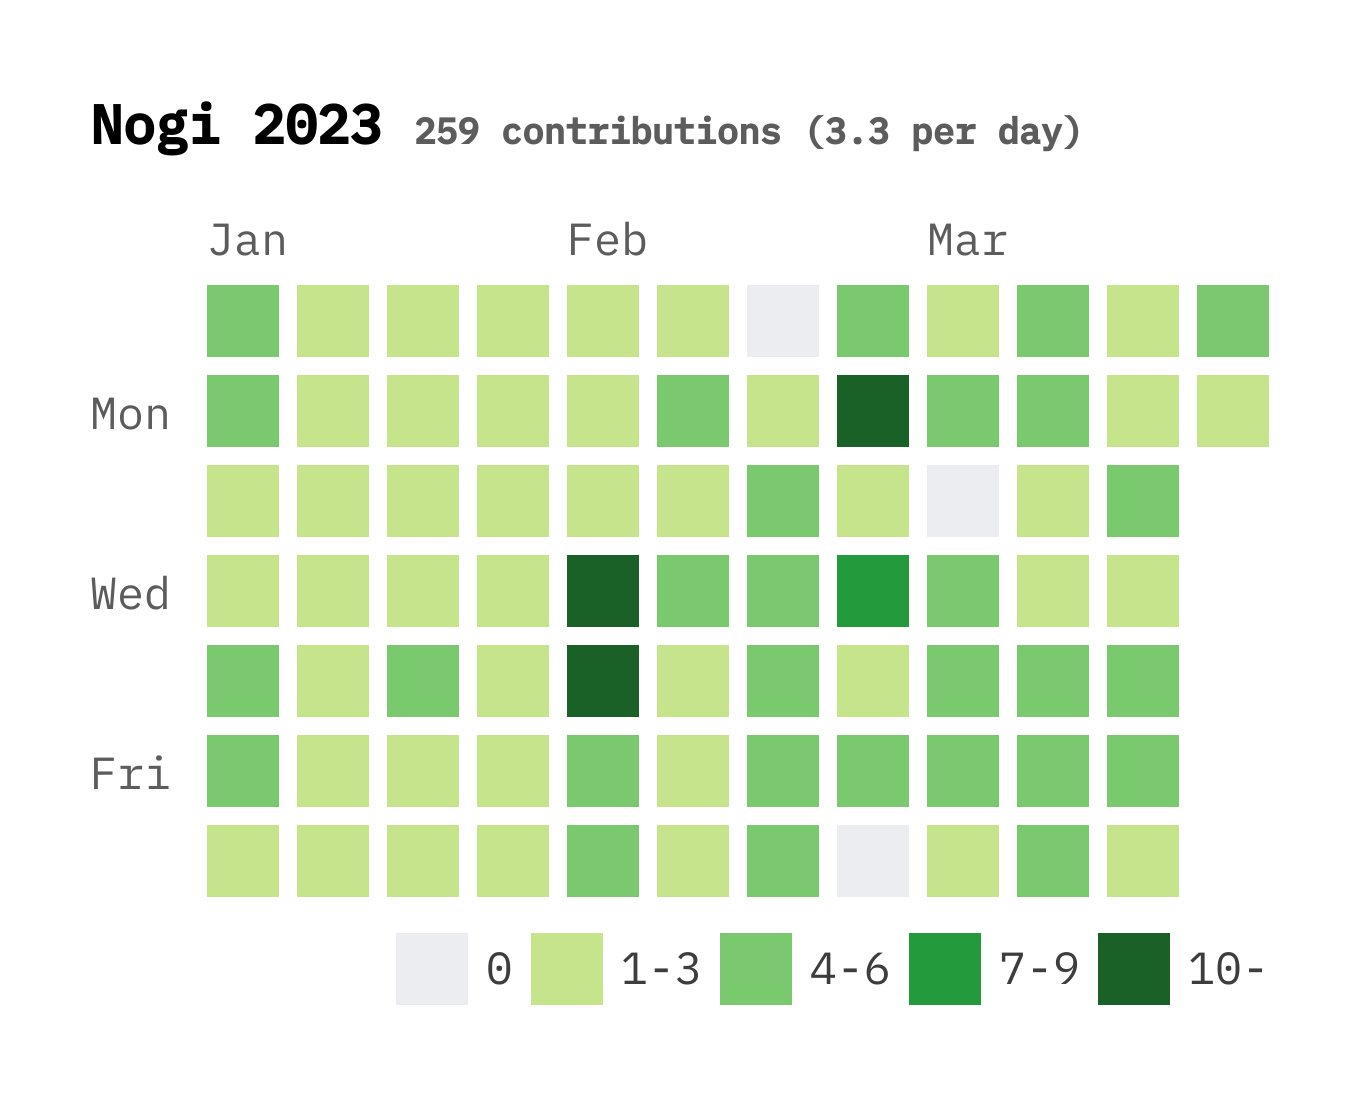 Nogi 2023 259 contributions (3.3 per day)
Jan Feb Mar
Mon
Wed
Fri
0 1-3 4-6 7-9 10-